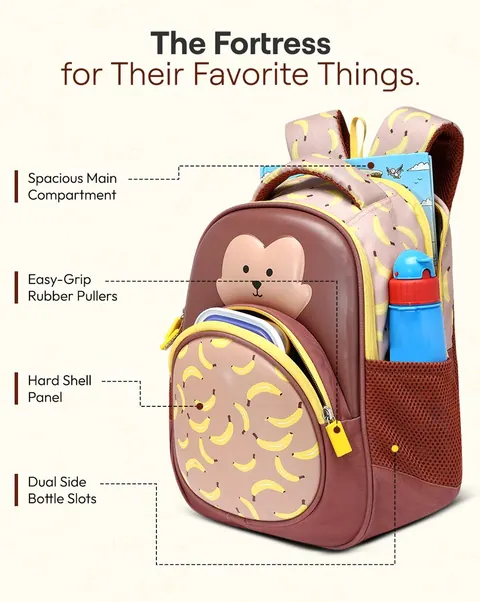 The Fortress
for Their Favorite Things.
Spacious Main
Compartment
Easy-Grip
Rubber Pullers
Hard Shell
Panel
Dual Side
Bottle Slots